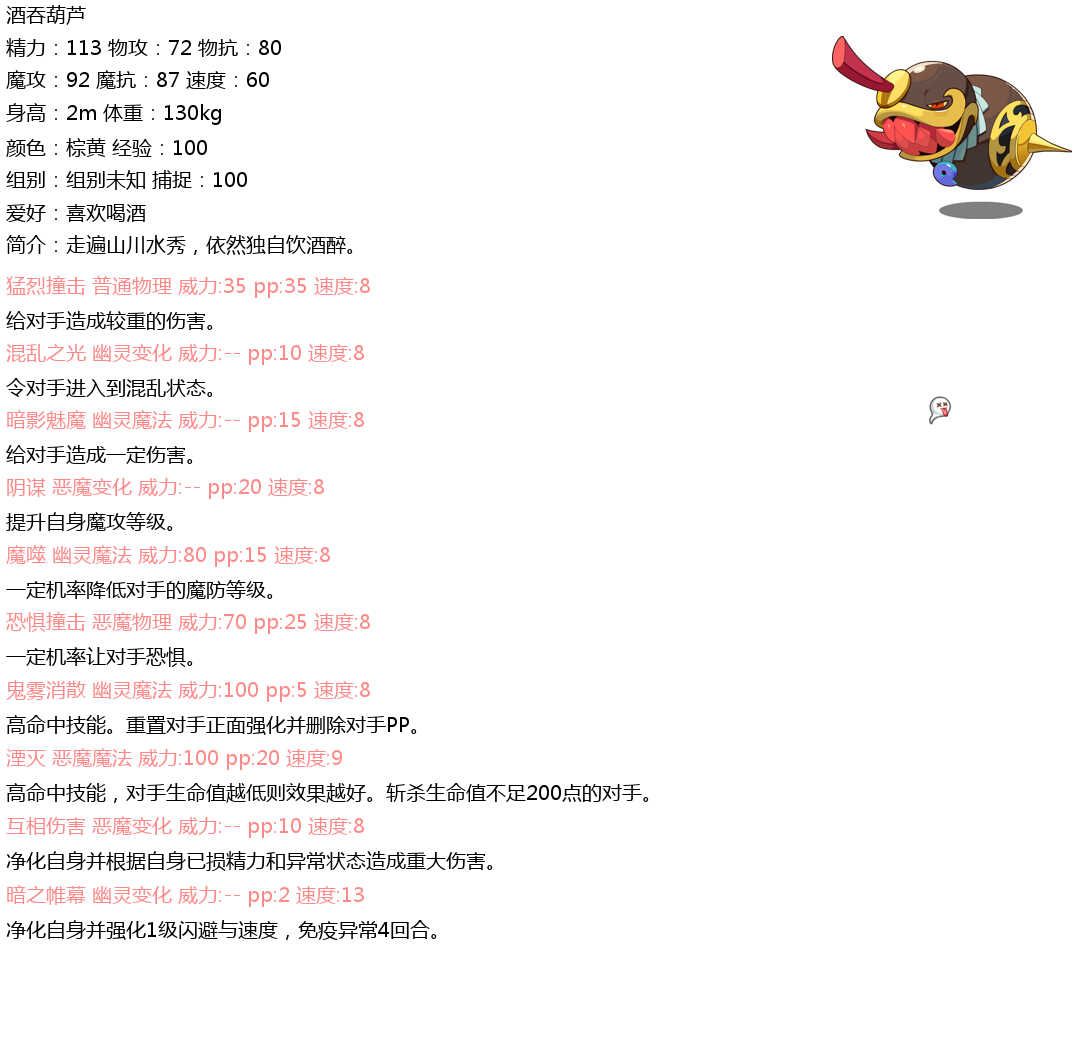 酒吞葫芦
精力：113 物攻：72 物抗：80
魔攻：92 魔抗：87 速度：60
身高：2m 体重：130kg
颜色：棕黄 经验：100
组别：组别未知 捕捉：100
爱好：喜欢喝酒
简介：走遍山川水秀，依然独自饮酒醉。
猛烈撞击 普通物理 威力:35 pp:35 速度:8
给对手造成较重的伤害。
混乱之光 幽灵变化 威力:-- pp:10 速度:8
令对手进入到混乱状态。
暗影魅魔 幽灵魔法 威力:-- pp:15 速度:8
给对手造成一定伤害。
阴谋 恶魔变化 威力:-- pp:20 速度:8
提升自身魔攻等级。
魔噬 幽灵魔法 威力:80 pp:15 速度:8
一定机率降低对手的魔防等级。
恐惧撞击 恶魔物理 威力:70 pp:25 速度:8
一定机率让对手恐惧。
鬼雾消散 幽灵魔法 威力:100 pp:5 速度:8
高命中技能。重置对手正面强化并删除对手PP。
湮灭 恶魔魔法 威力:100 pp:20 速度:9
高命中技能，对手生命值越低则效果越好。斩杀生命值不足200点的对手。
互相伤害 恶魔变化 威力:-- pp:10 速度:8
净化自身并根据自身已损精力和异常状态造成重大伤害。
暗之帷幕 幽灵变化 威力:-- pp:2 速度:13
净化自身并强化1级闪避与速度，免疫异常4回合。